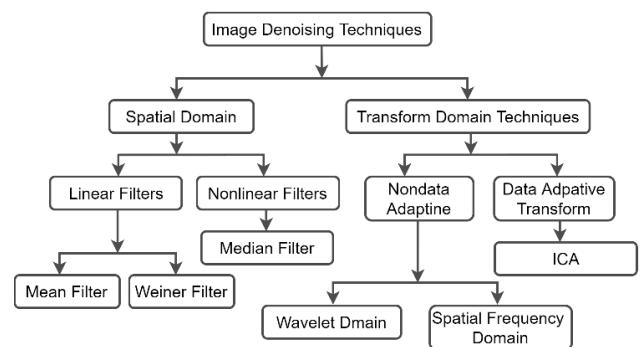 Image Denoising Techniques
Spatial Domain
Transform Domain Techniques
Linear Filters
Nonlinear Filters
Nondata
Adaptine
Data Adpative
Transform
Median Filter
ICA
Mean Filter
Weiner Filter
Wavelet Dmain
Spatial Frequency
Domain